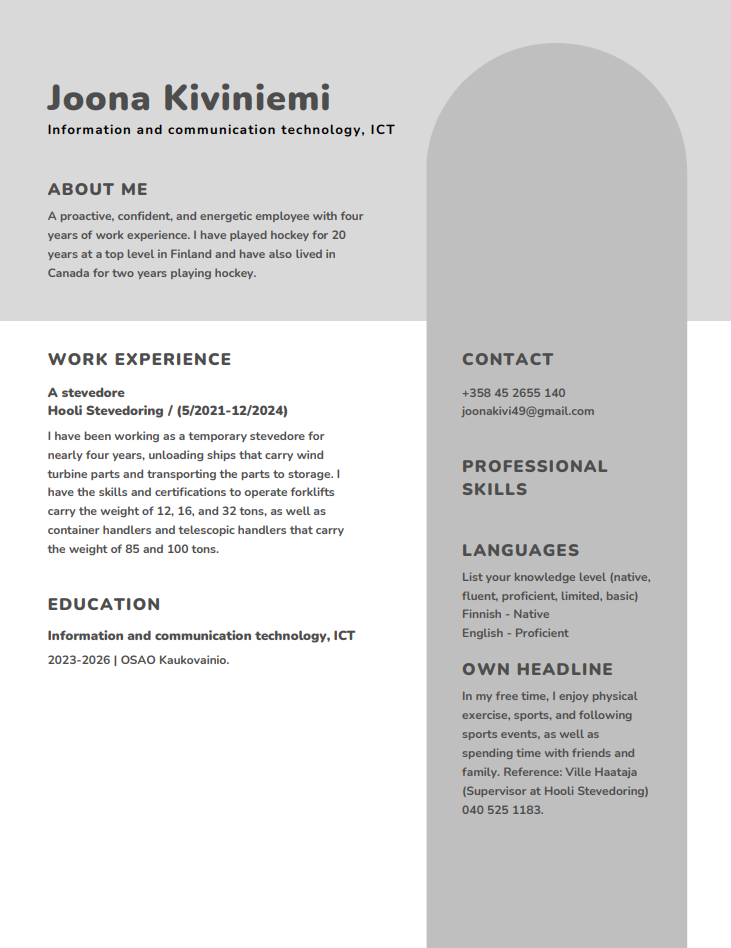 Joona Kiviniemi
Information and communication technology, ICT
ABOUT ME
A proactive, confident, and energetic employee with four
years of work experience. I have played hockey for 20
years at a top level in Finland and have also lived in
Canada for two years playing hockey.
WORK EXPERIENCE
A stevedore
Hooli Stevedoring / (5/2021-12/2024)
I have been working as a temporary stevedore for
nearly four years, unloading ships that carry wind
turbine parts and transporting the parts to storage. I
have the skills and certifications to operate forklifts
carry the weight of 12, 16, and 32 tons, as well as
container handlers and telescopic handlers that carry
the weight of 85 and 100 tons.
EDUCATION
Information and communication technology, ICT
2023-2026 | OSAO Kaukovainio.
CONTACT
+358 45 2655 140
joonakivi49@gmail.com
PROFESSIONAL
SKILLS
LANGUAGES
List your knowledge level (native,
fluent, proficient, limited, basic)
Finnish - Native
English - Proficient
OWN HEADLINE
In my free time, I enjoy physical
exercise, sports, and following
sports events, as well as
spending time with friends and
family. Reference: Ville Haataja
(Supervisor at Hooli Stevedoring)
040 525 1183.